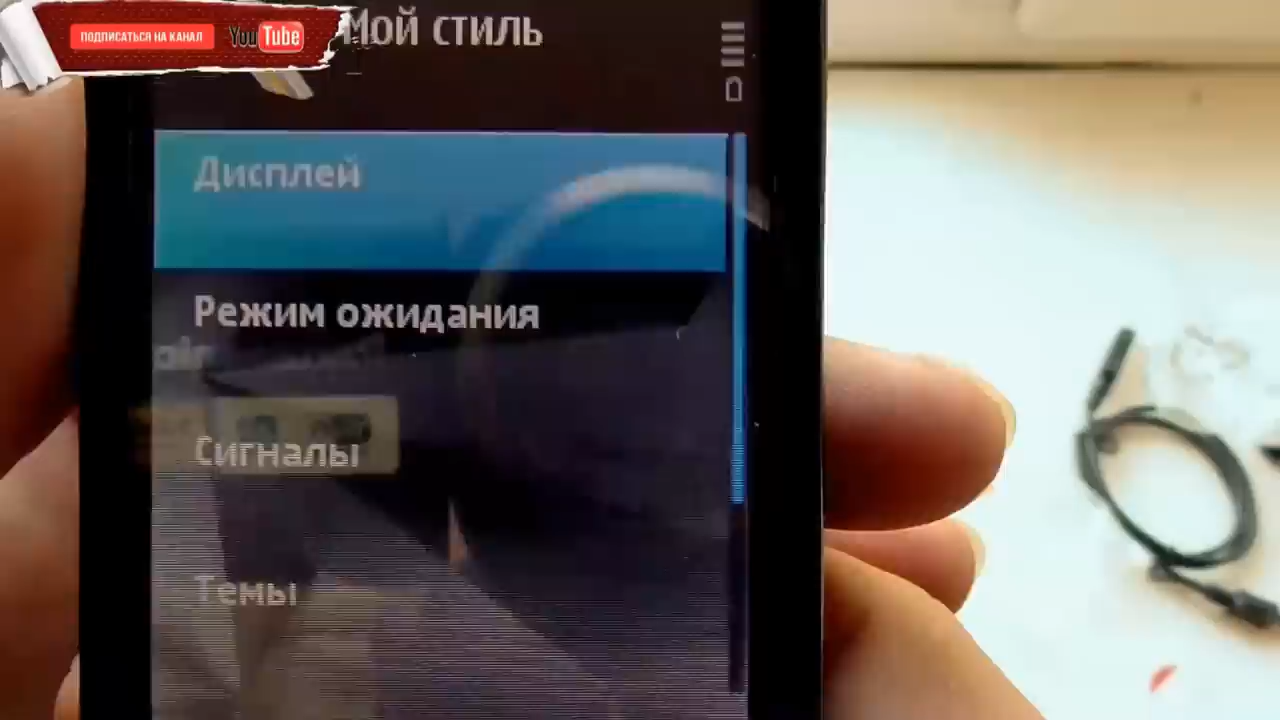 Мой стиль
ПОДПИСАТЬСЯ НА КАНАЛ
YouTube
Дисплей
Режим ожидания
Сигналы
Темы